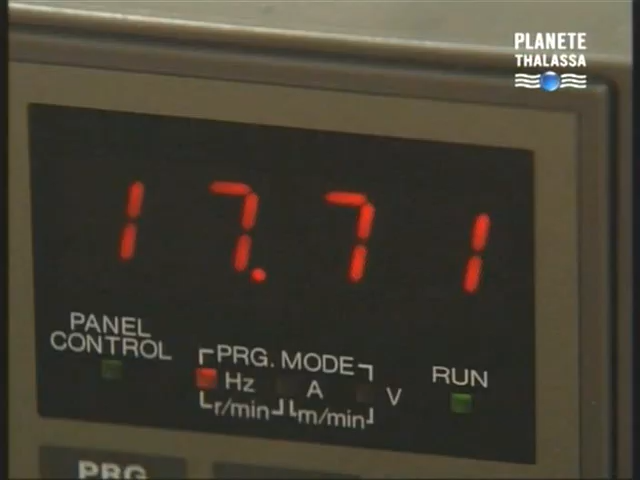 PLANETE
THALASSA
17.71
PANEL
CONTROL
PRG. MODE
Hz A V
r/min m/min
RUN
PRG